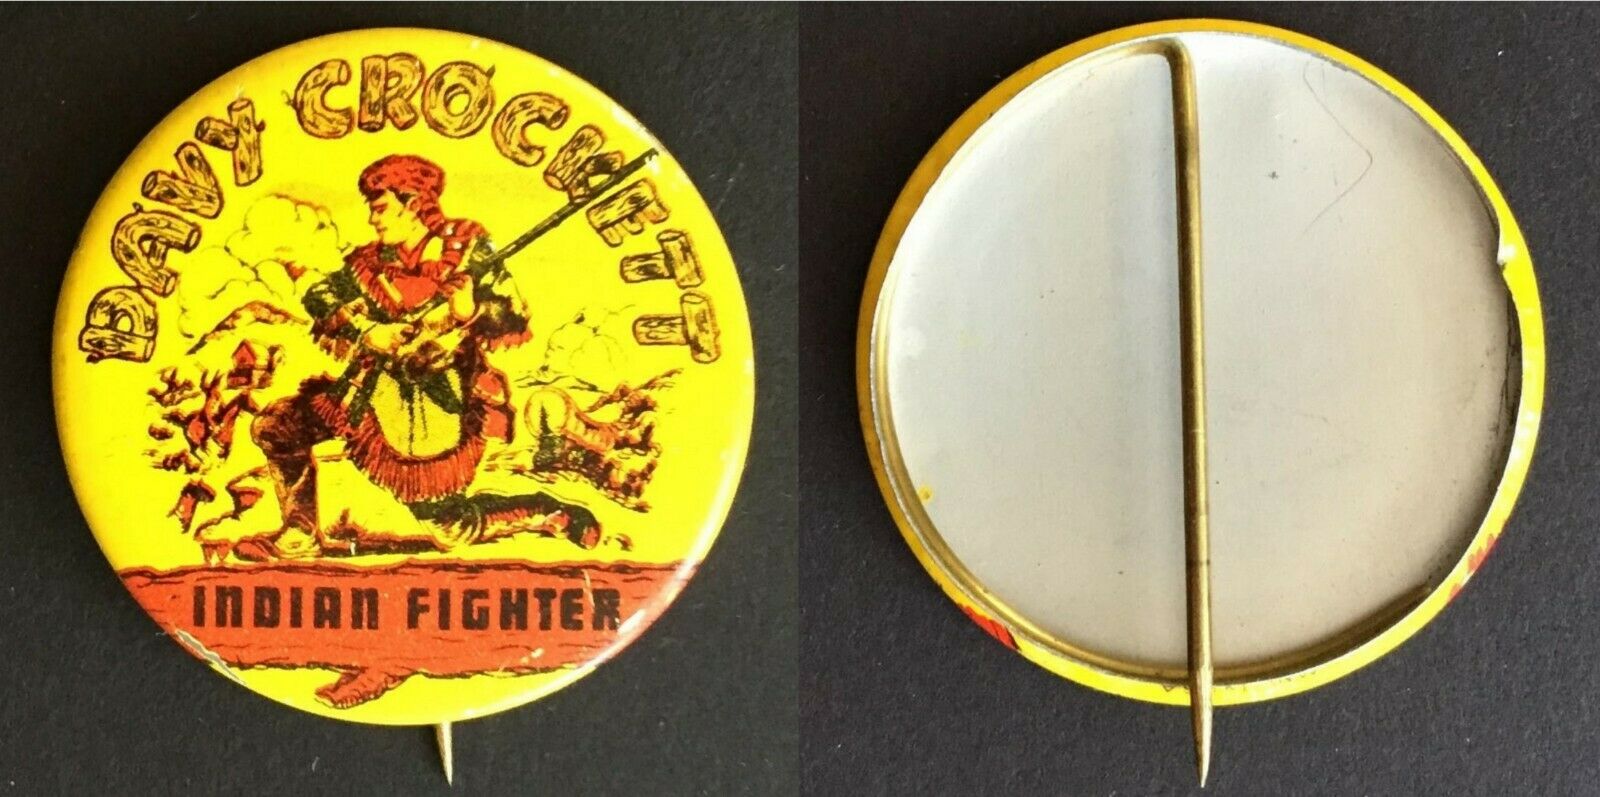 DAVY CROCKETT
INDIAN FIGHTER